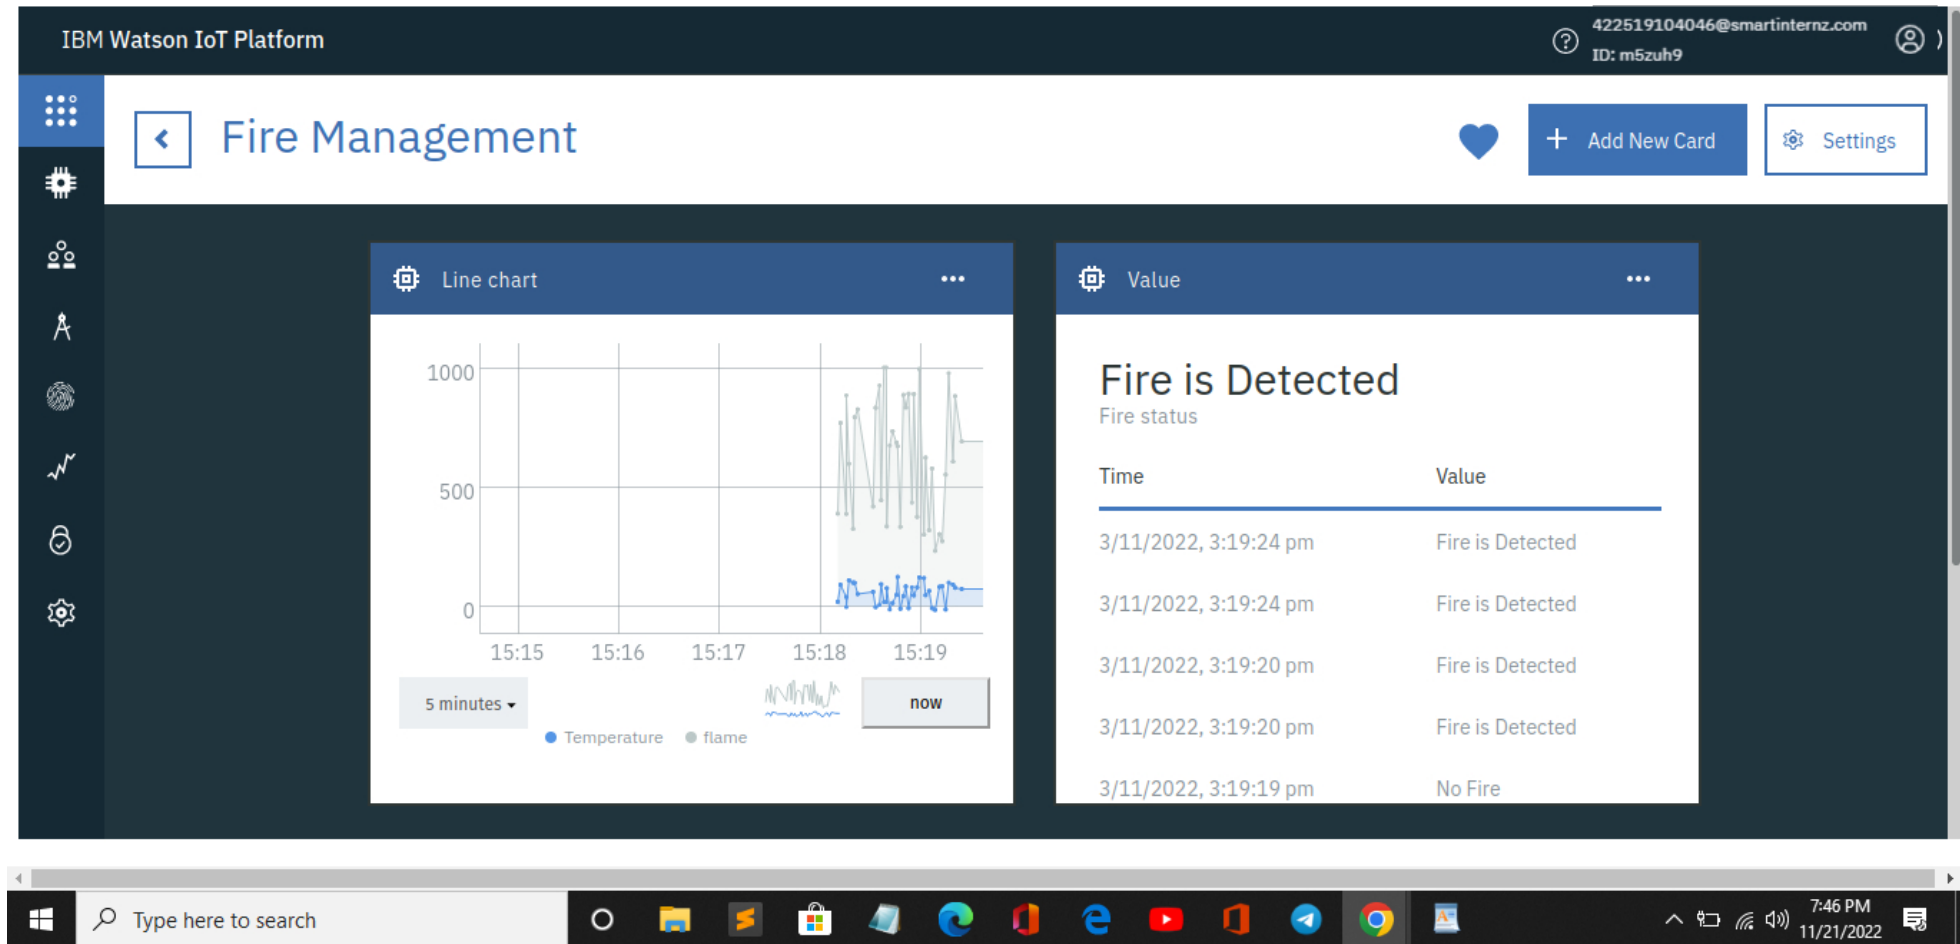 IBM Watson IoT Platform
422519104046@smartinternz.com
ID: m5zuh9
Fire Management
Add New Card
Settings
Line chart
1000
500
0
15:15 15:16 15:17 15:18 15:19
5 minutes
now
Temperature flame
Value
Fire is Detected
Fire status
Time Value
3/11/2022, 3:19:24 pm Fire is Detected
3/11/2022, 3:19:24 pm Fire is Detected
3/11/2022, 3:19:20 pm Fire is Detected
3/11/2022, 3:19:20 pm Fire is Detected
3/11/2022, 3:19:19 pm No Fire
Type here to search
7:46 PM
11/21/2022